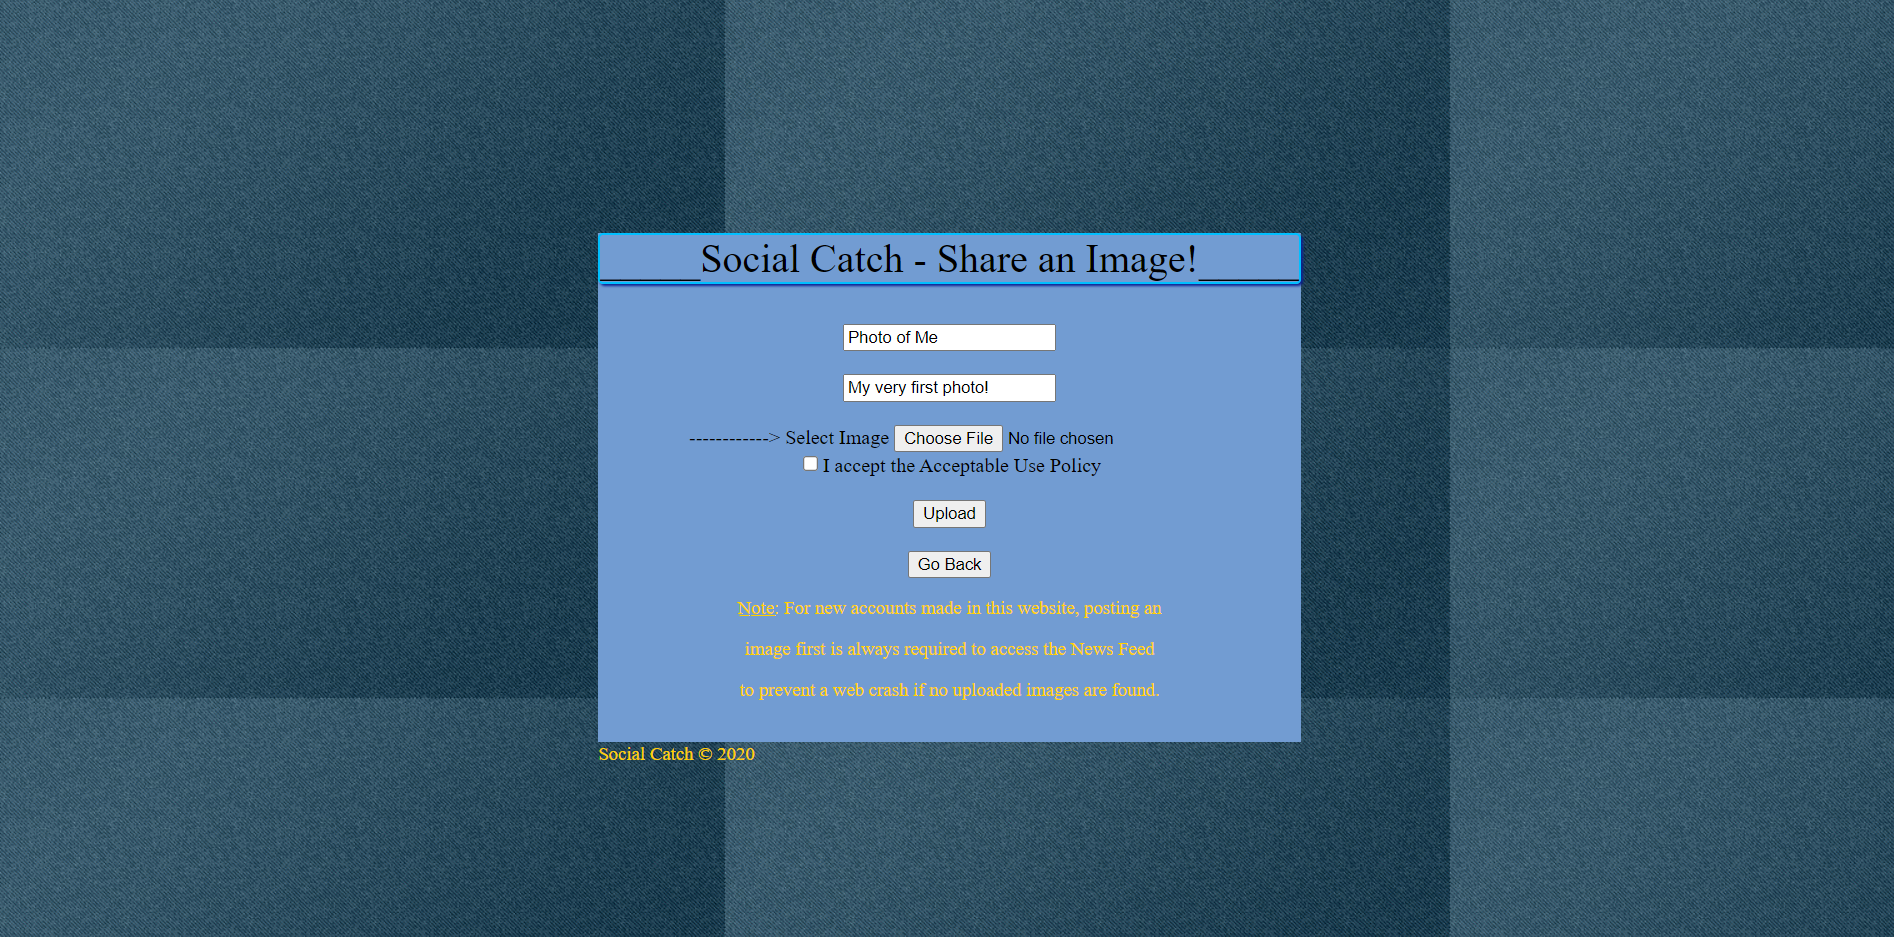 _____Social Catch - Share an Image!_____
Photo of Me
My very first photo!
------------> Select Image Choose File No file chosen
I accept the Acceptable Use Policy
Upload
Go Back
Note: For new accounts made in this website, posting an
image first is always required to access the News Feed
to prevent a web crash if no uploaded images are found.
Social Catch © 2020